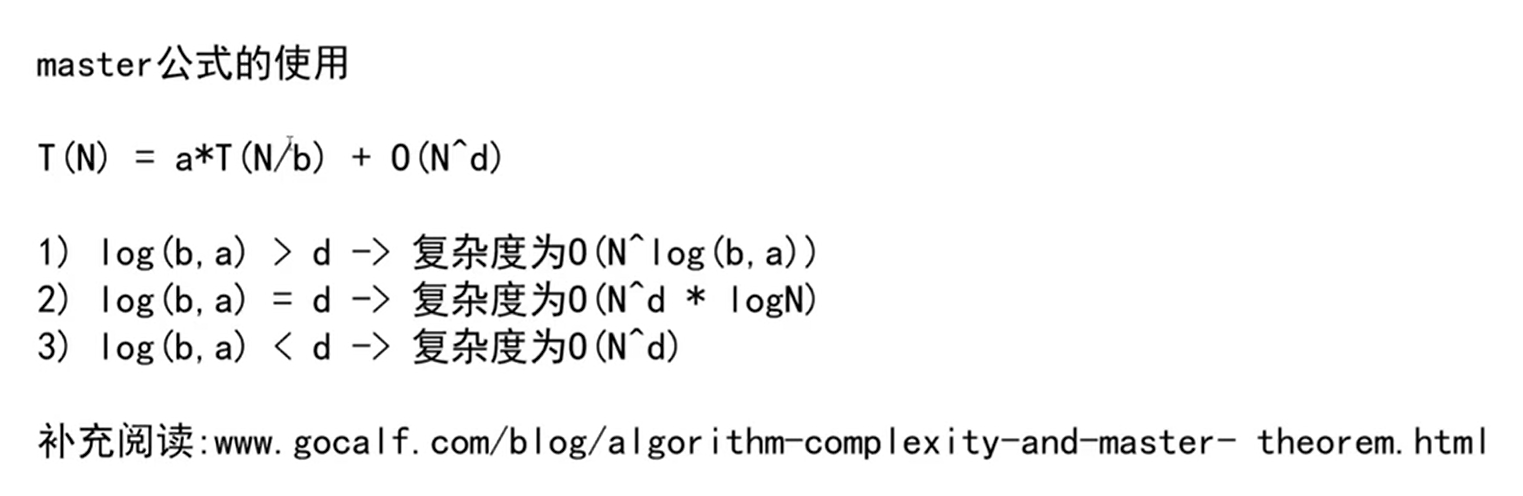 master公式的使用
T(N) = a*T(N/b) + O(N^d)
1) log(b,a) > d -> 复杂度为O(N^log(b,a))
2) log(b,a) = d -> 复杂度为O(N^d * logN)
3) log(b,a) < d -> 复杂度为O(N^d)
补充阅读:www.gocalf.com/blog/algorithm-complexity-and-master- theorem.html